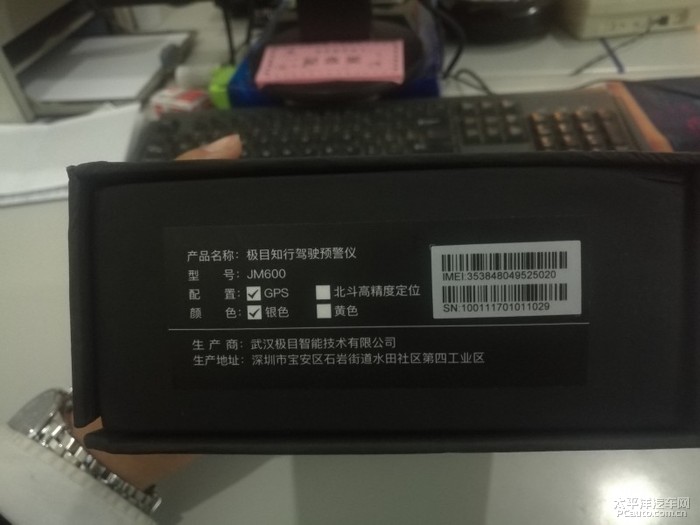 产品名称: 极目知行驾驶预警仪
型 号: JM600
配 置: ☑GPS □北斗高精度定位
颜 色: ☑银色 □黄色
IMEI:353848049525020
SN:100111701011029
生 产 商: 武汉极目智能技术有限公司
生产地址: 深圳市宝安区石岩街道水田社区第四工业区
太平洋汽车网
PCauto.com.cn